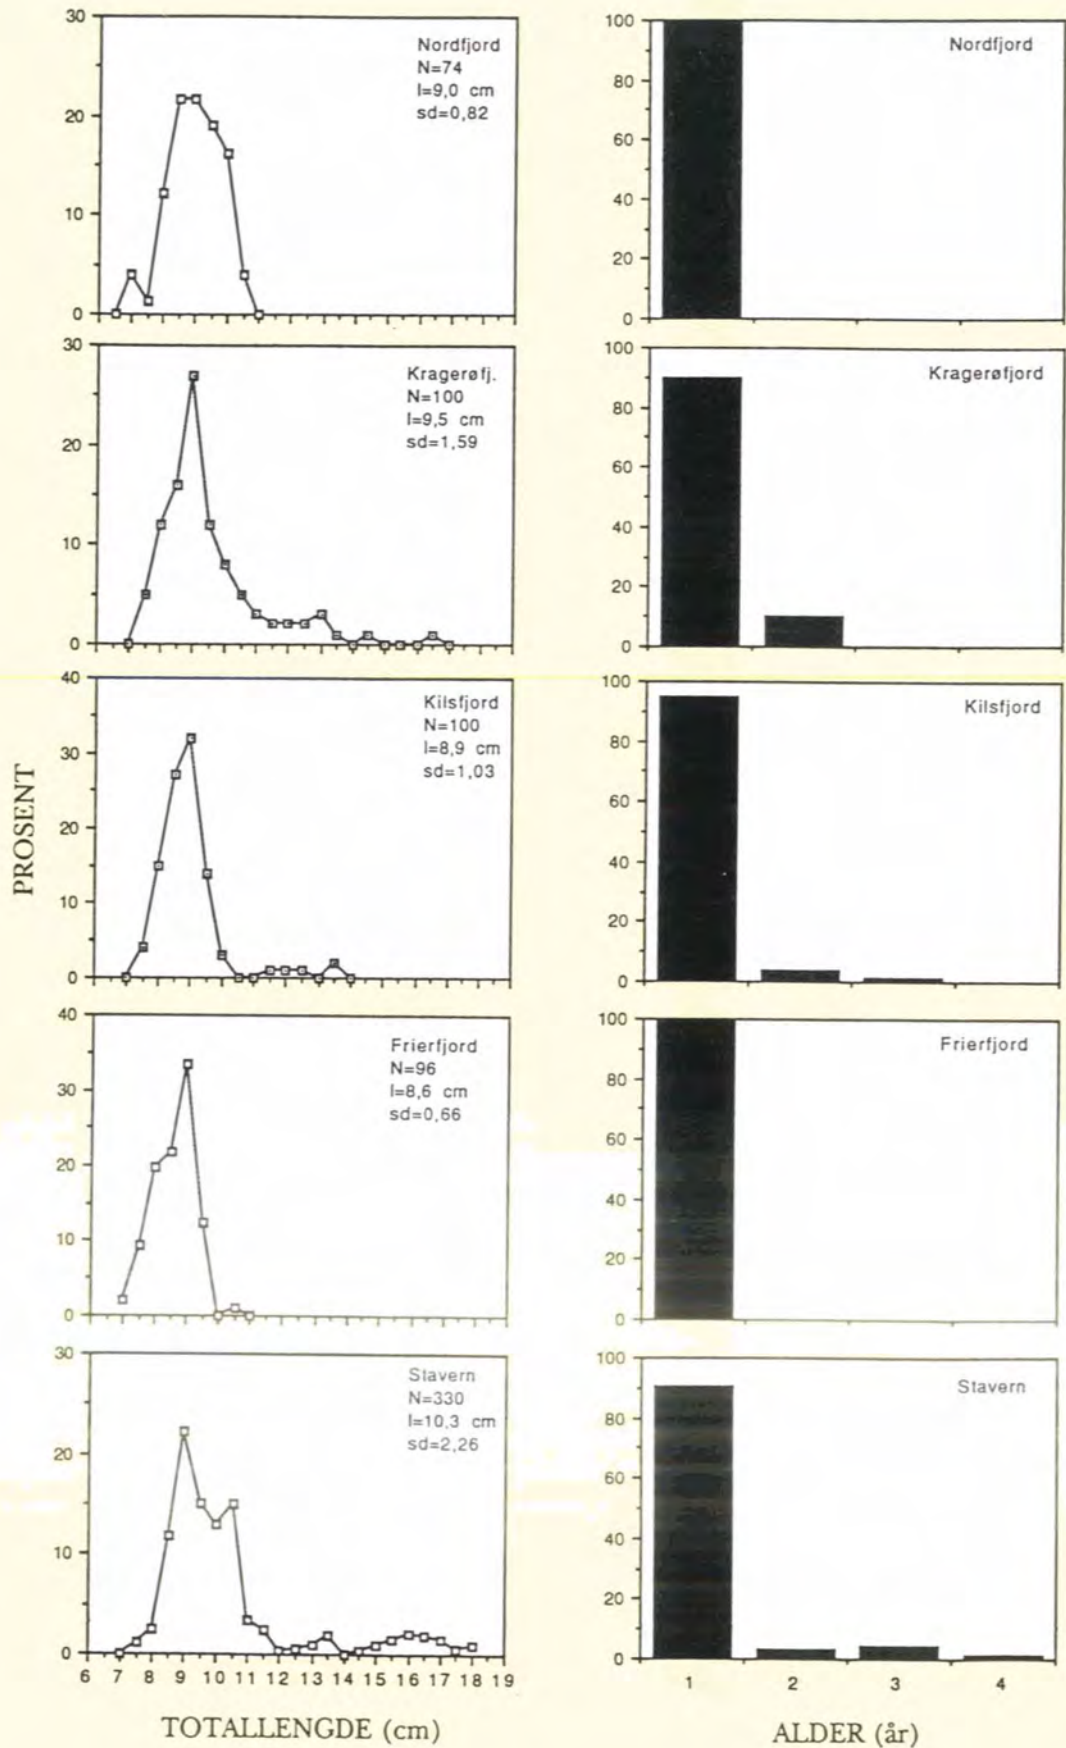 30
20
10
0
Nordfjord
N=74
l=9,0 cm
sd=0,82
100
80
60
40
20
0
Nordfjord
30
20
10
0
Kragerøfj.
N=100
l=9,5 cm
sd=1,59
100
80
60
40
20
0
Kragerøfjord
PROSENT
40
30
20
10
0
Kilsfjord
N=100
l=8,9 cm
sd=1,03
100
80
60
40
20
0
Kilsfjord
40
30
20
10
0
Frierfjord
N=96
l=8,6 cm
sd=0,66
100
80
60
40
20
0
Frierfjord
30
20
10
0
Stavern
N=330
l=10,3 cm
sd=2,26
6 7 8 9 10 11 12 13 14 15 16 17 18 19
TOTALLENGDE (cm)
100
80
60
40
20
0
Stavern
1 2 3 4
ALDER (år)